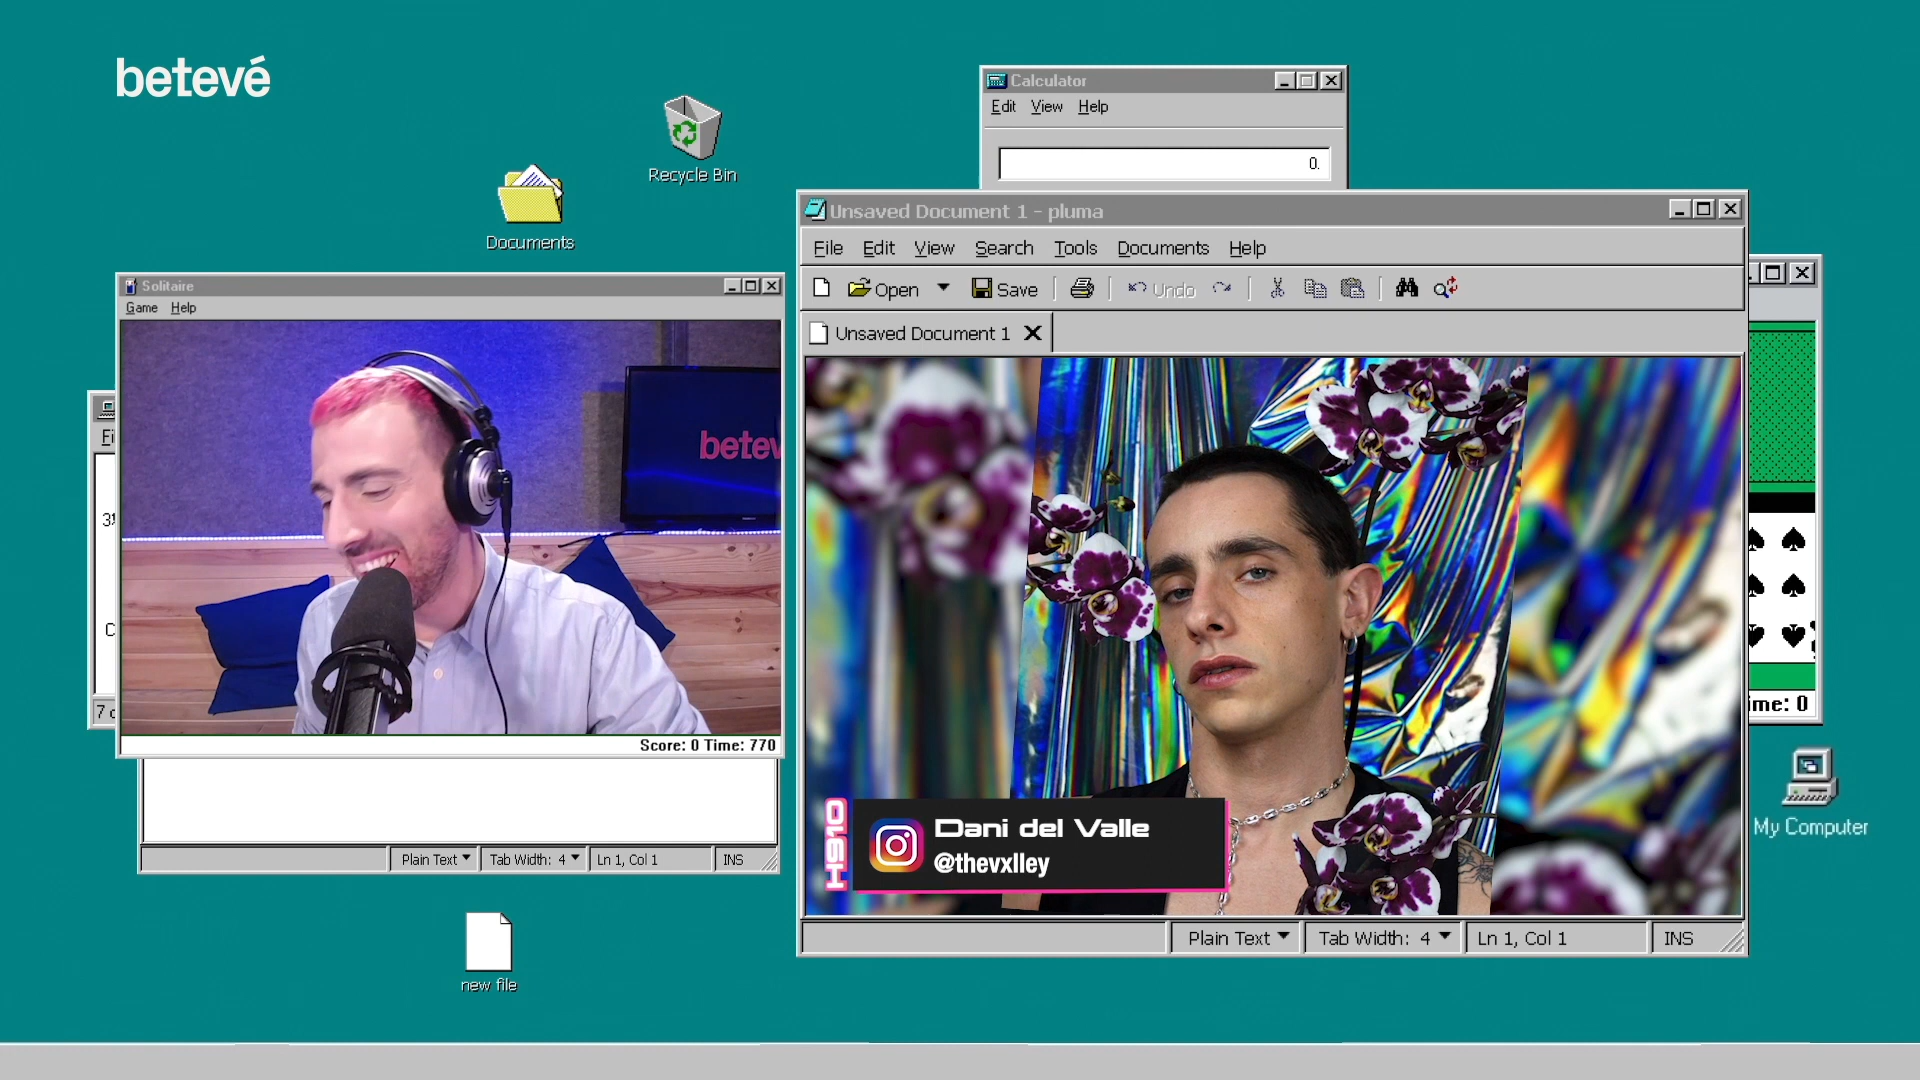 betevé
Recycle Bin
Documents
Calculator
Edit View Help
0.
Unsaved Document 1 - pluma
File Edit View Search Tools Documents Help
Open Save Undo
Unsaved Document 1
Solitaire
Game Help
betev
Score: 0 Time: 770
Plain Text Tab Width: 4 Ln 1, Col 1 INS
H910
Dani del Valle
@thevxlley
Plain Text Tab Width: 4 Ln 1, Col 1 INS
ime: 0
My Computer
new file